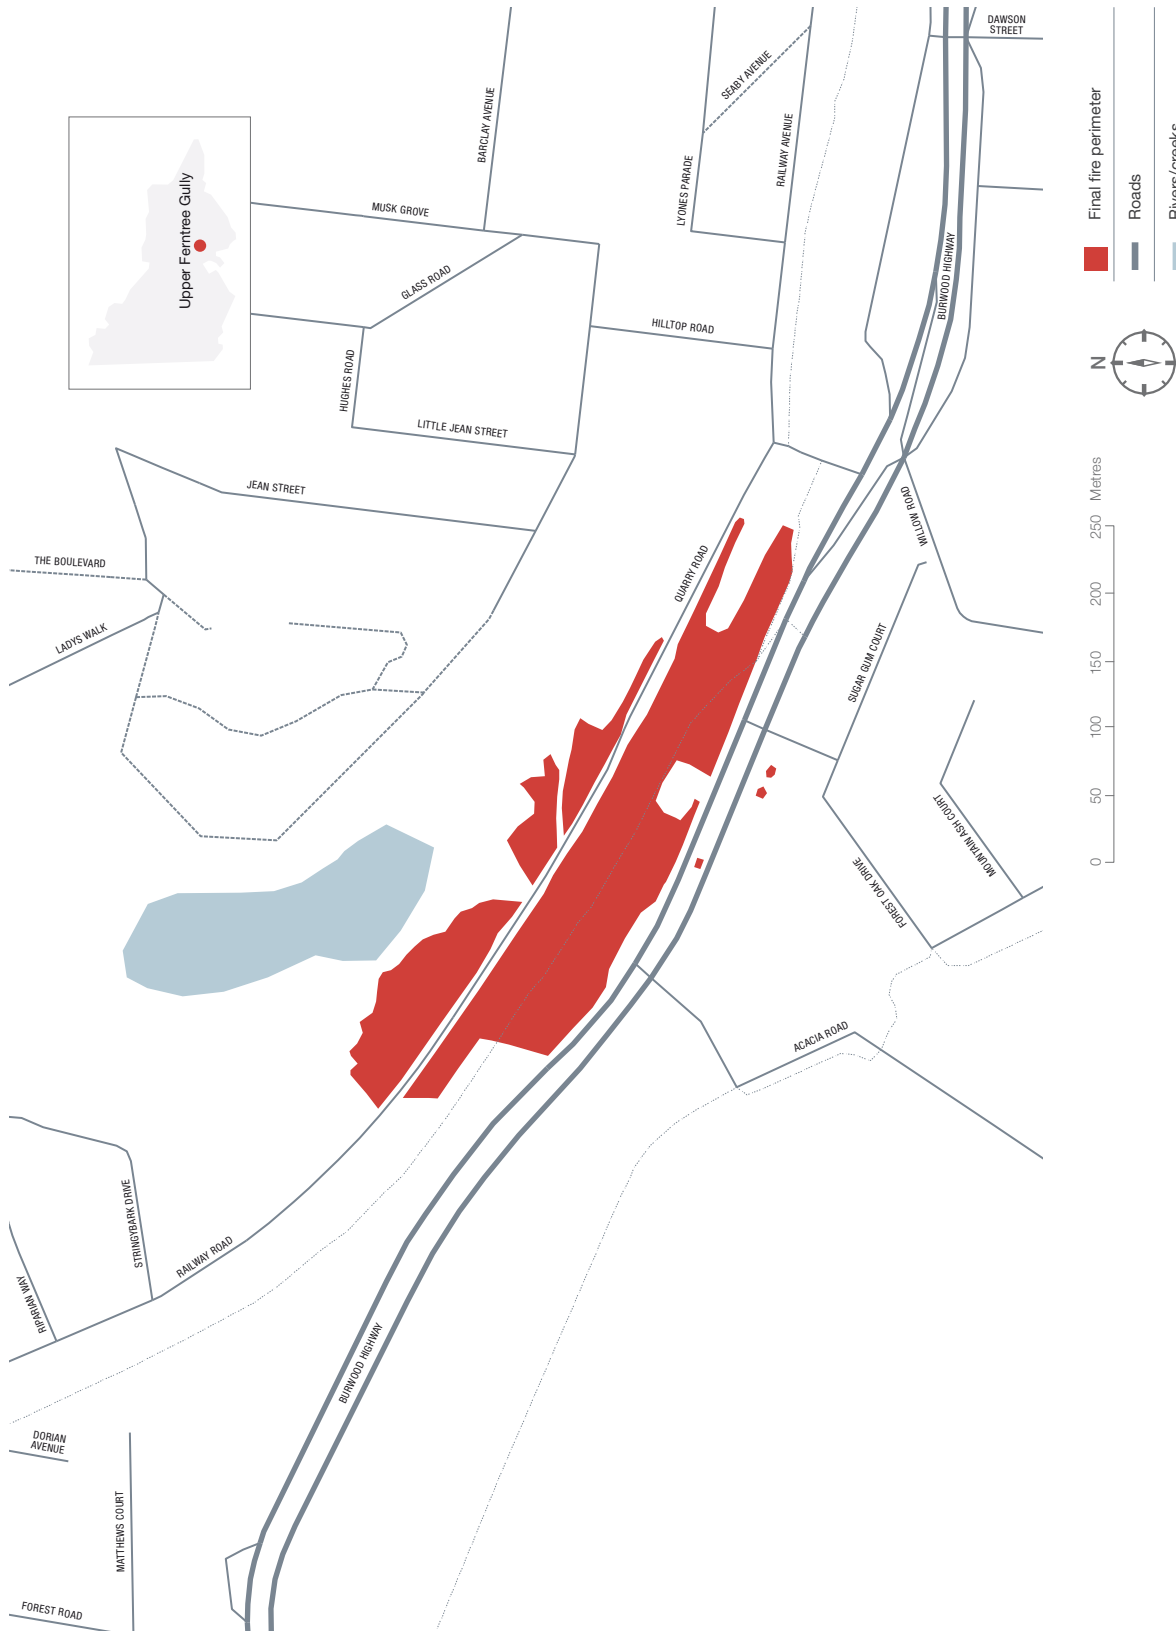 DAWSON
STREET
SEABY AVENUE
BARCLAY AVENUE
RAILWAY AVENUE
LYONES PARADE
MUSK GROVE
Upper Ferntree Gully
GLASS ROAD
BURWOOD HIGHWAY
HILLTOP ROAD
HUGHES ROAD
LITTLE JEAN STREET
JEAN STREET
THE BOULEVARD
LADYS WALK
QUARRY ROAD
WILLOW ROAD
SUGAR GUM COURT
MOUNTAIN ASH COURT
FOREST OAK DRIVE
ACACIA ROAD
STRINGYBARK DRIVE
RAILWAY ROAD
RIPARIAN WAY
BURWOOD HIGHWAY
DORIAN
AVENUE
MATTHEWS COURT
FOREST ROAD
Final fire perimeter
Roads
Rivers/creeks
N
0 50 100 150 200 250 Metres